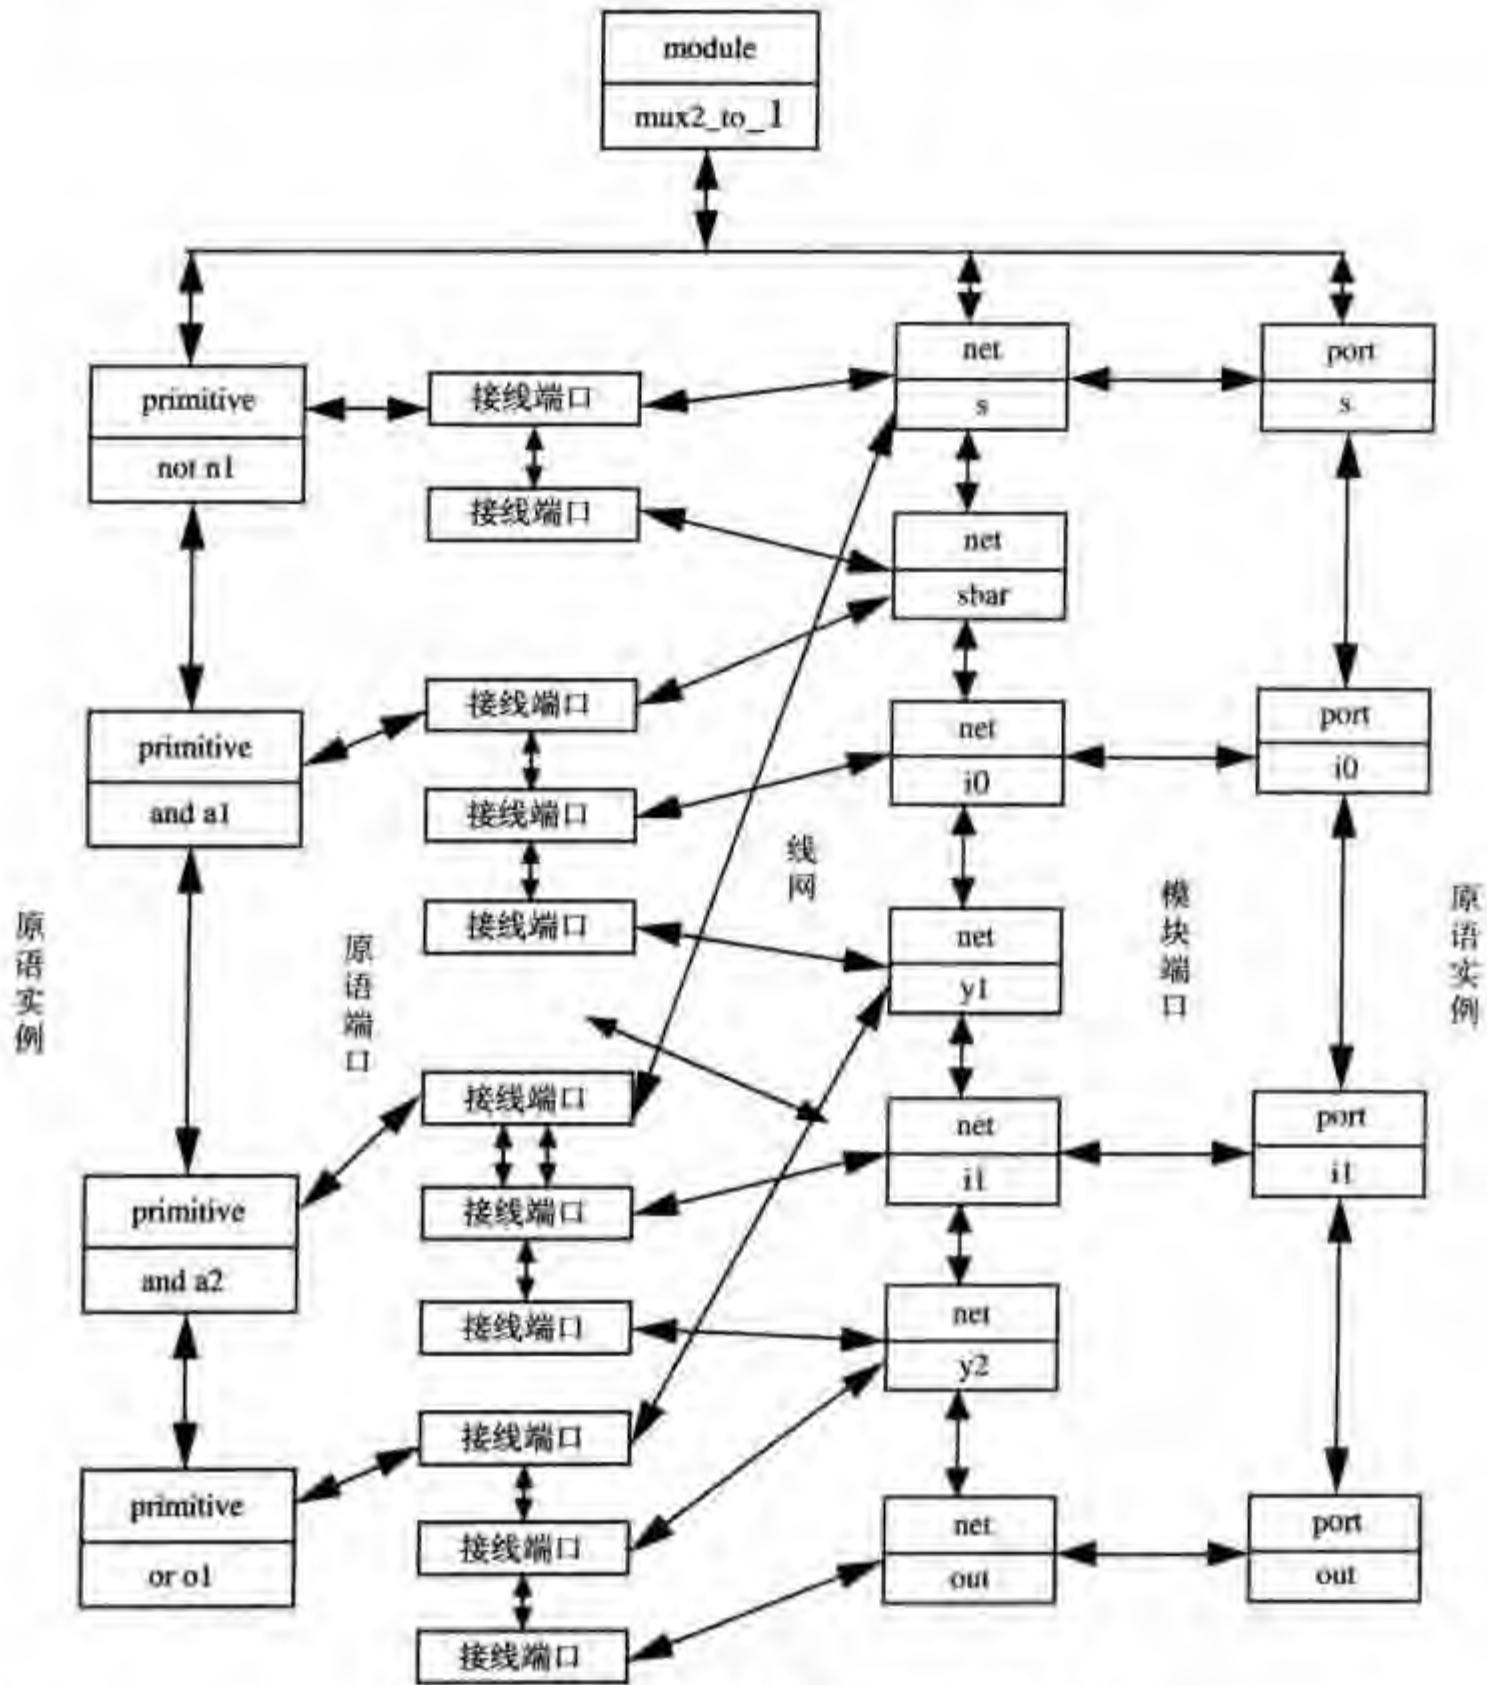 module
mux2_to_1
net
port
primitive
接线端口
s
s
not n1
接线端口
net
sbar
接线端口
net
port
primitive
i0
i0
and a1
接线端口
线网
接线端口
net
模块端口
原语实例
原语实例
原语端口
y1
接线端口
net
port
i1
i1
primitive
接线端口
and a2
接线端口
net
y2
接线端口
primitive
net
port
接线端口
or o1
out
out
接线端口